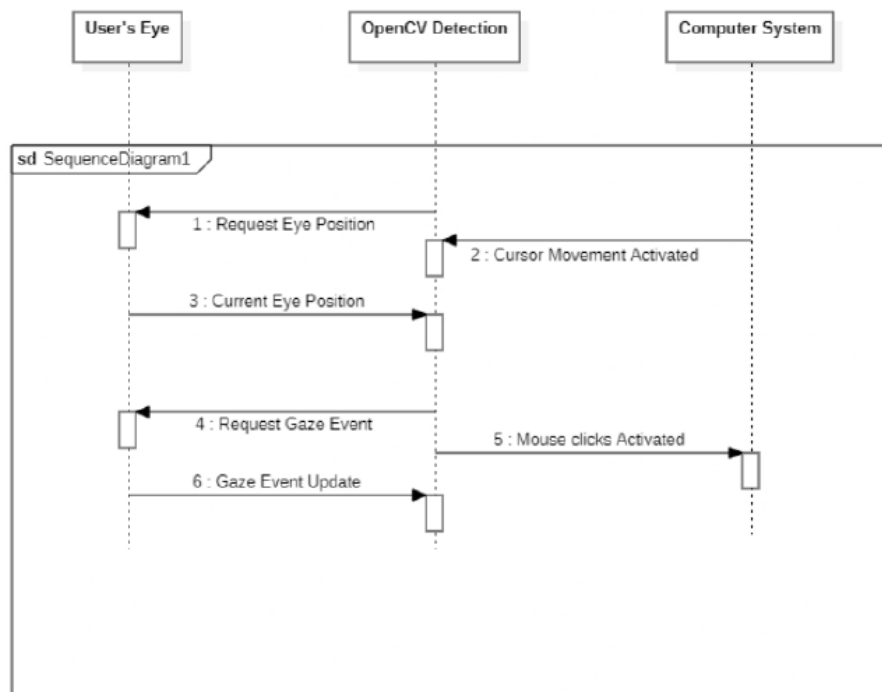 User's Eye
OpenCV Detection
Computer System
sd SequenceDiagram1
1 : Request Eye Position
2 : Cursor Movement Activated
3 : Current Eye Position
4 : Request Gaze Event
5 : Mouse clicks Activated
6 : Gaze Event Update